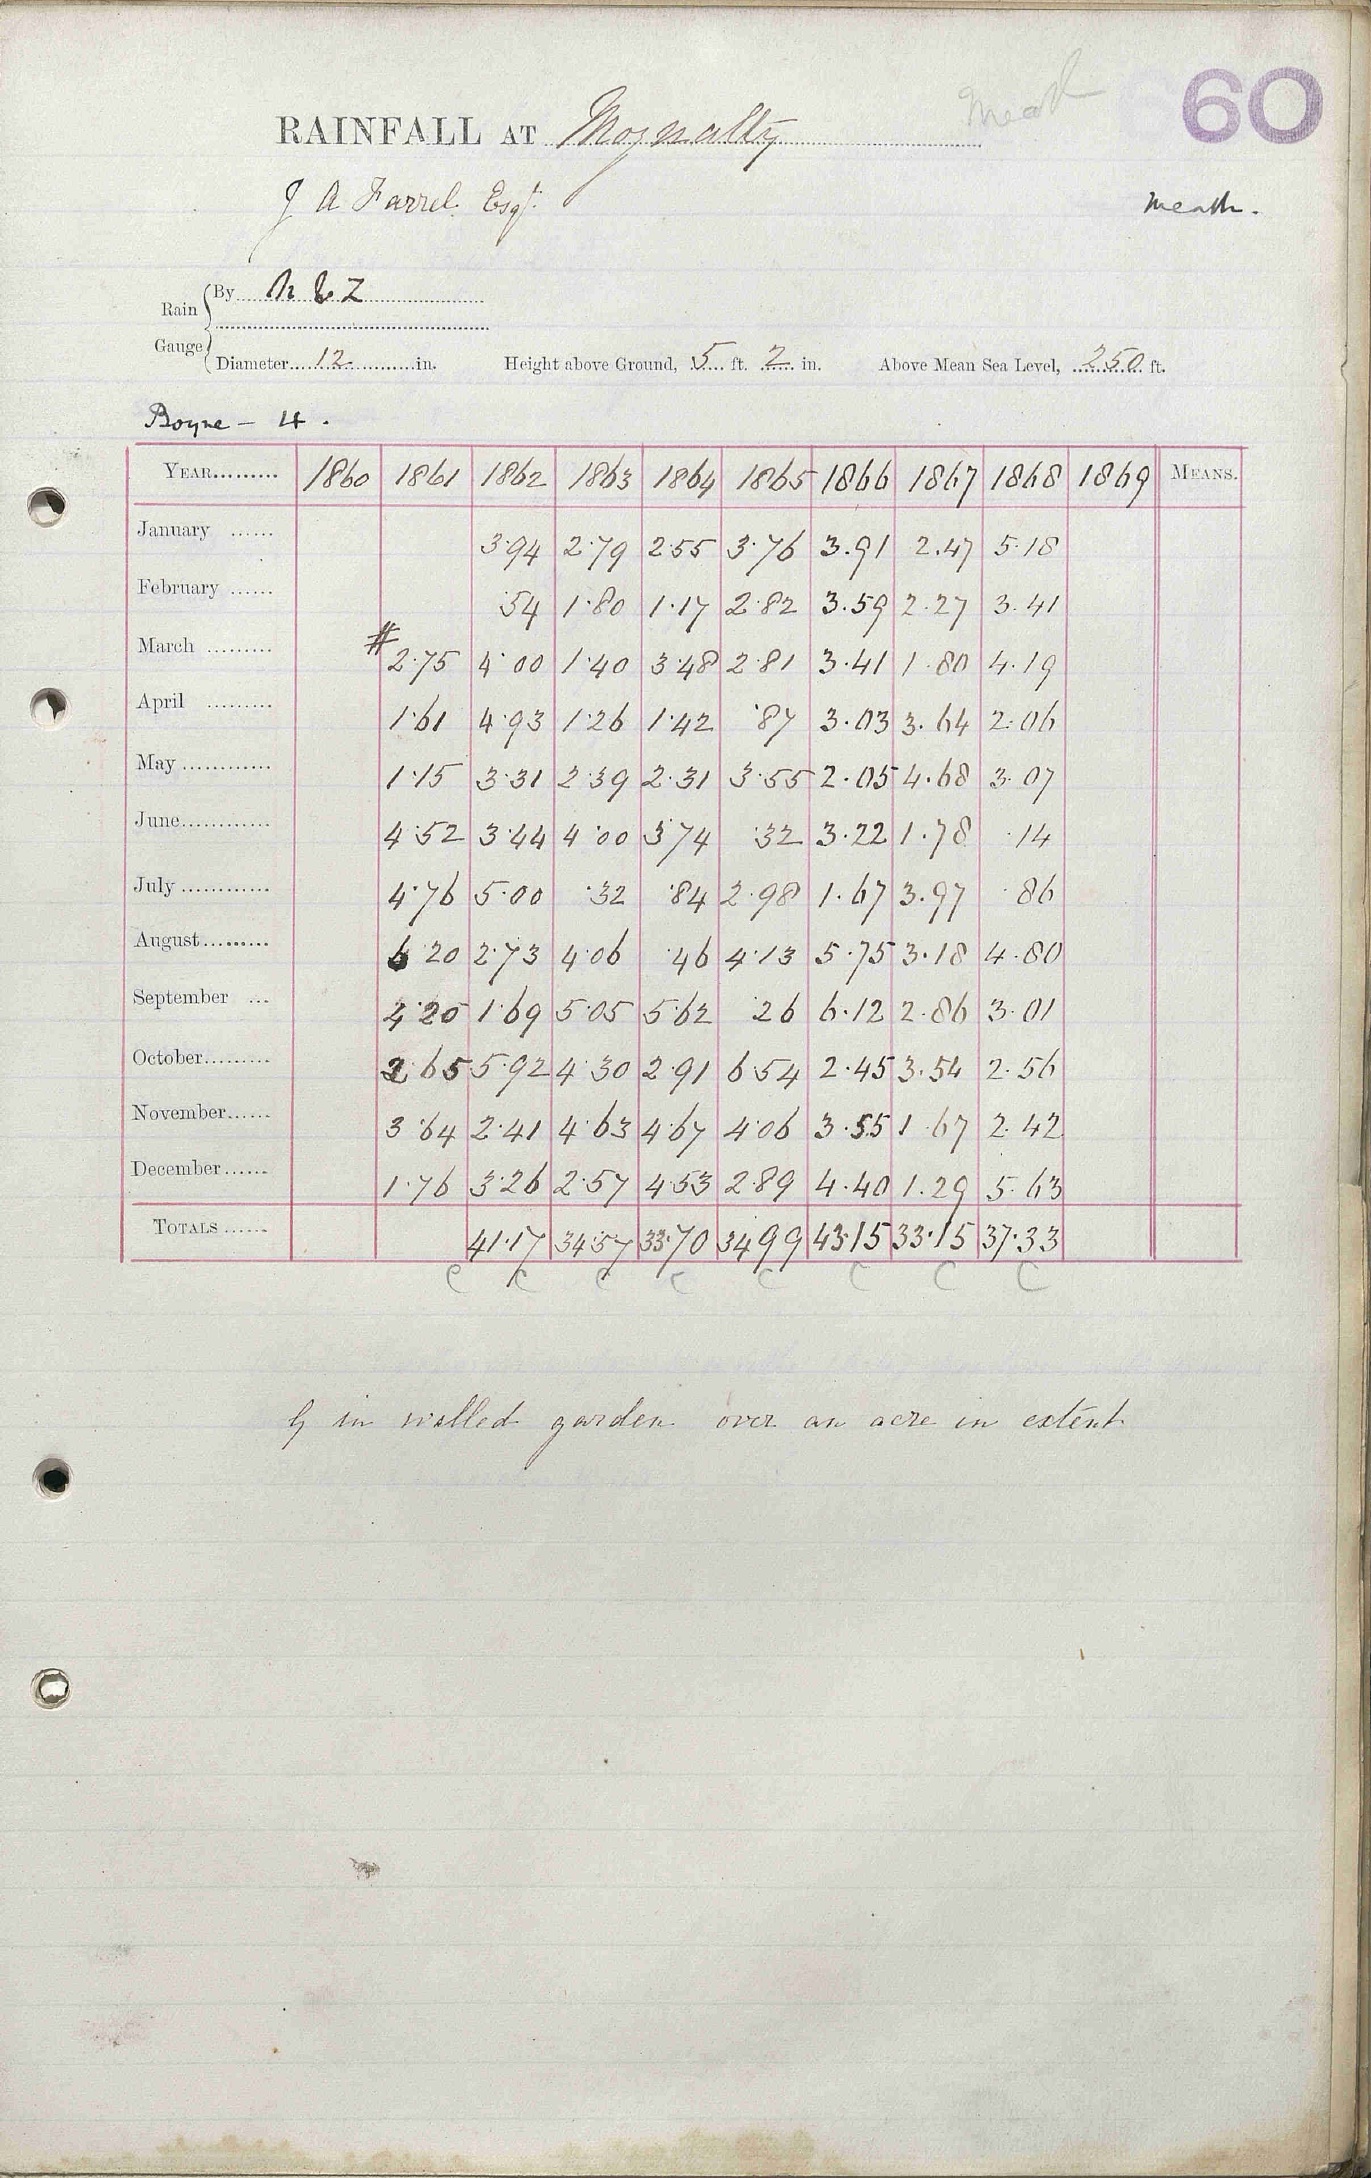 60
Meath
RAINFALL AT Moynalty
J A Farrel Esqr.
Meath.
Rain Gauge { By N & Z
Diameter 12 in. Height above Ground, 5 ft. 2 in. Above Mean Sea Level, 250 ft.
Boyne - 4.
YEAR 1860 1861 1862 1863 1864 1865 1866 1867 1868 1869 MEANS.
January 3.94 2.79 2.55 3.76 3.91 2.47 5.18
February .54 1.80 1.17 2.82 3.59 2.27 3.41
March # 2.75 4.00 1.40 3.48 2.81 3.41 1.80 4.19
April 1.61 4.93 1.26 1.42 .87 3.03 3.64 2.06
May 1.15 3.31 2.39 2.31 3.55 2.05 4.68 3.07
June 4.52 3.44 4.00 3.74 .32 3.22 1.78 .14
July 4.76 5.00 .32 .84 2.98 1.67 3.97 .86
August 6.20 2.73 4.06 .46 4.13 5.75 3.18 4.80
September 4.20 1.69 5.05 5.62 .26 6.12 2.86 3.01
October 2.65 5.92 4.30 2.91 6.54 2.45 3.54 2.56
November 3.64 2.41 4.63 4.67 4.06 3.55 1.67 2.42
December 1.76 3.26 2.57 4.53 2.89 4.40 1.29 5.63
TOTALS 41.17 34.57 33.70 34.99 43.15 33.15 37.33
C C C C C C C C
G in walled garden over an acre in extent